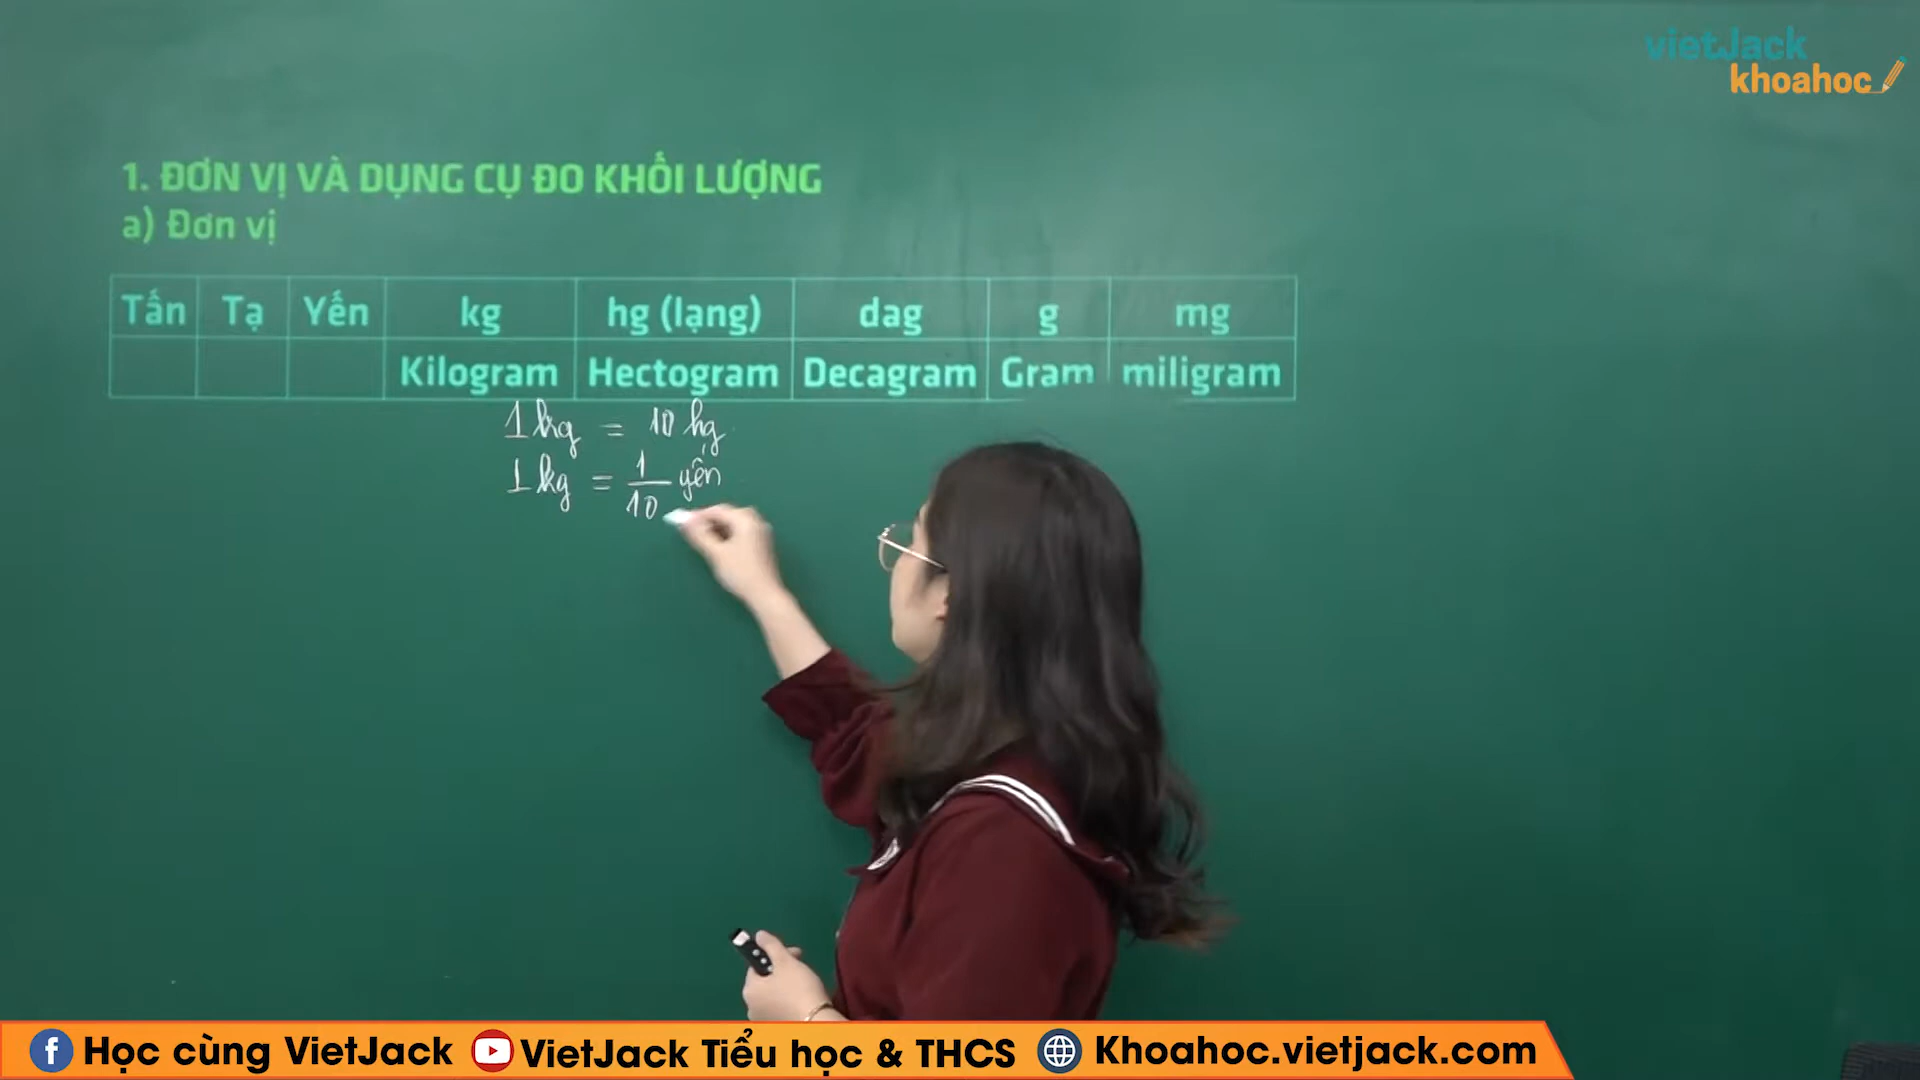 vietJack
khoahoc
1. ĐƠN VỊ VÀ DỤNG CỤ ĐO KHỐI LƯỢNG
a) Đơn vị
Tấn Tạ Yến kg hg (lạng) dag g mg
Kilogram Hectogram Decagram Gram miligram
1 kg = 10 hg
1 kg = 1/10 yến
Học cùng VietJack VietJack Tiểu học & THCS Khoahoc.vietjack.com